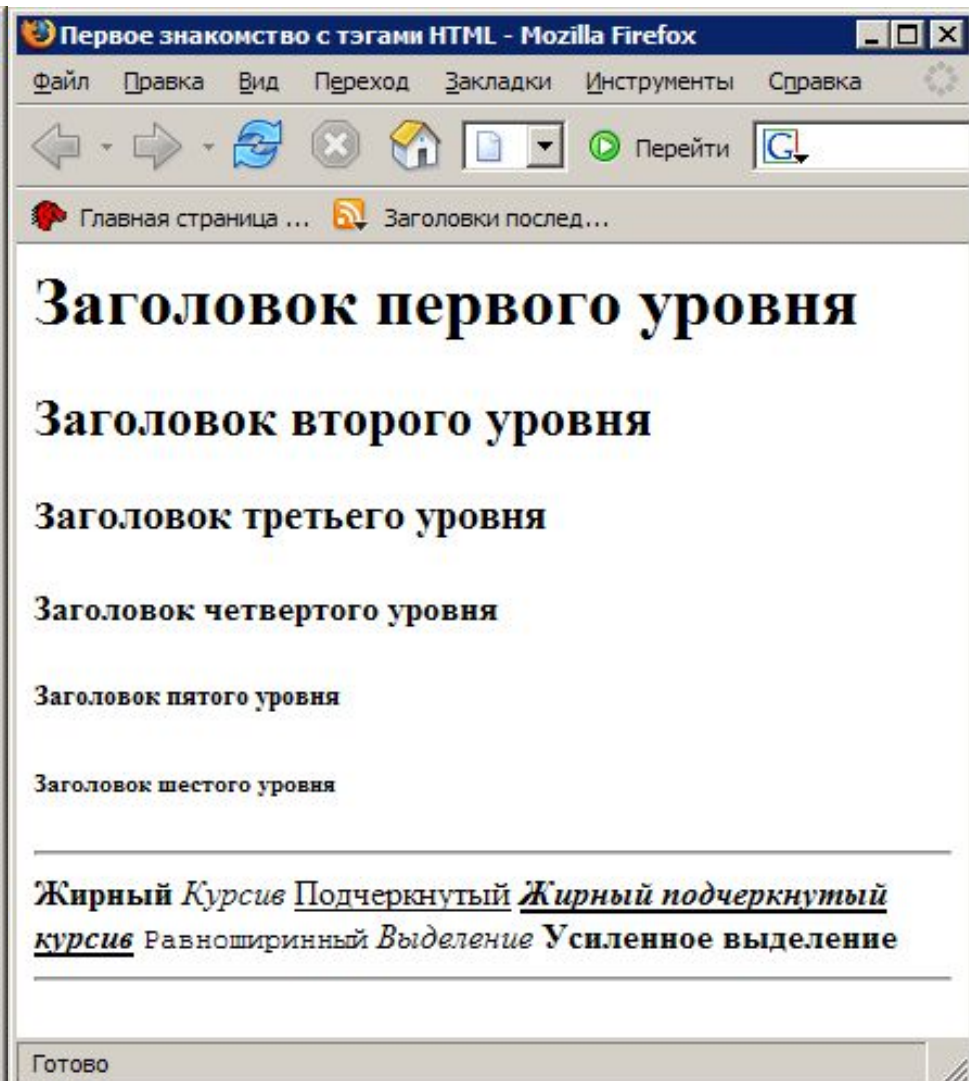 Первое знакомство с тэгами HTML - Mozilla Firefox
Файл Правка Вид Переход Закладки Инструменты Справка
Перейти G
Главная страница ... Заголовки послед...
Заголовок первого уровня
Заголовок второго уровня
Заголовок третьего уровня
Заголовок четвертого уровня
Заголовок пятого уровня
Заголовок шестого уровня
Жирный Курсив Подчеркнутый Жирный подчеркнутый
курсив Равноширинный Выделение Усиленное выделение
Готово